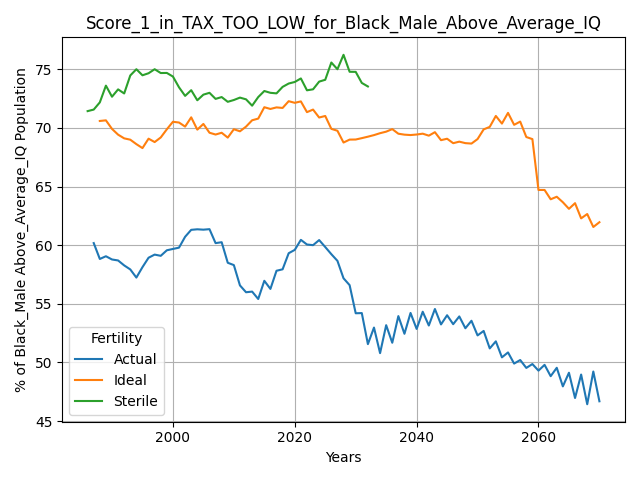 Score_1_in_TAX_TOO_LOW_for_Black_Male_Above_Average_IQ
% of Black_Male Above_Average_IQ Population
75
70
65
60
55
50
45
Fertility
Actual
Ideal
Sterile
2000
2020
2040
2060
Years